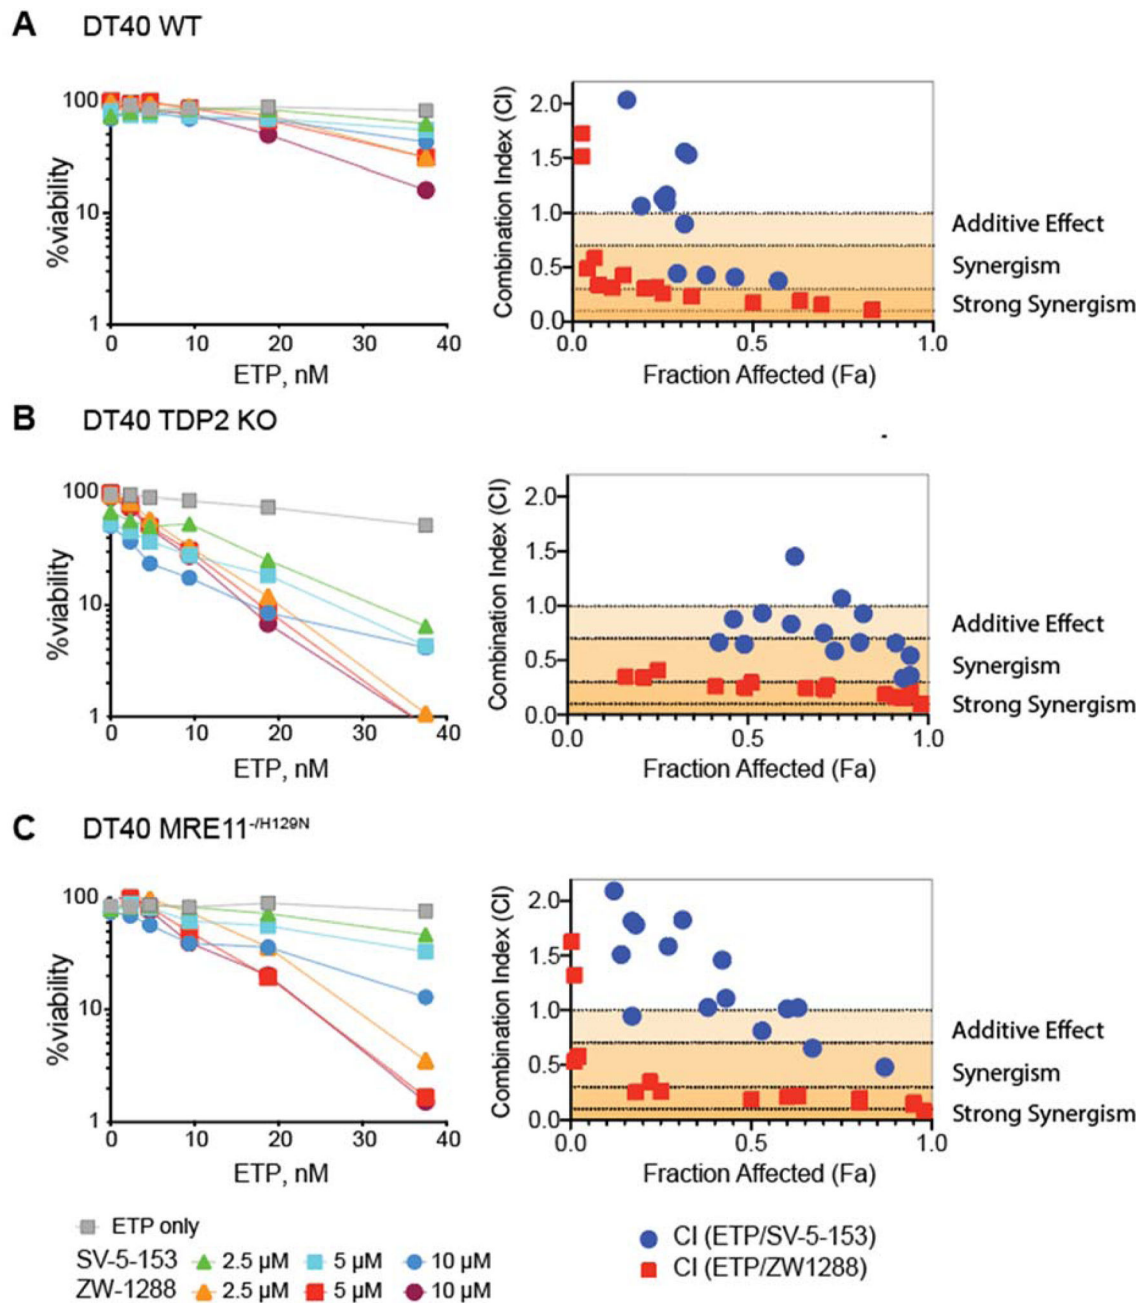 A DT40 WT
%viability
100
10
1
0 10 20 30 40
ETP, nM
Combination Index (CI)
2.0
1.5
1.0
0.5
0.0
0.0 0.5 1.0
Fraction Affected (Fa)
Additive Effect
Synergism
Strong Synergism
B DT40 TDP2 KO
%viability
100
10
1
0 10 20 30 40
ETP, nM
Combination Index (CI)
2.0
1.5
1.0
0.5
0.0
0.0 0.5 1.0
Fraction Affected (Fa)
Additive Effect
Synergism
Strong Synergism
C DT40 MRE11-/H129N
%viability
100
10
1
0 10 20 30 40
ETP, nM
Combination Index (CI)
2.0
1.5
1.0
0.5
0.0
0.0 0.5 1.0
Fraction Affected (Fa)
Additive Effect
Synergism
Strong Synergism
ETP only
SV-5-153 2.5 µM 5 µM 10 µM
ZW-1288 2.5 µM 5 µM 10 µM
CI (ETP/SV-5-153)
CI (ETP/ZW1288)